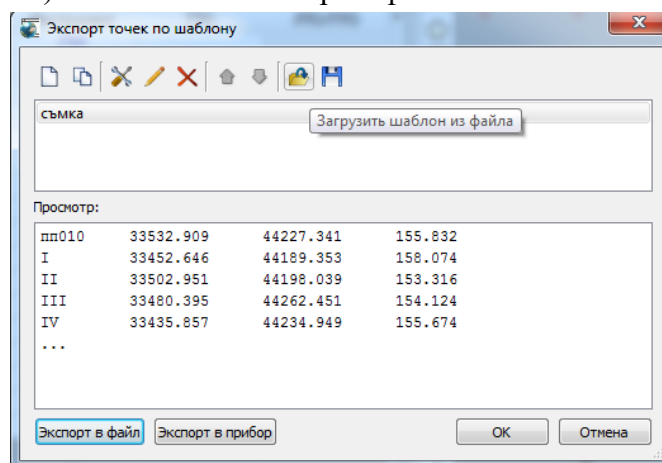 Экспорт точек по шаблону
съмка
Загрузить шаблон из файла
Просмотр:
пп010 33532.909 44227.341 155.832
I 33452.646 44189.353 158.074
II 33502.951 44198.039 153.316
III 33480.395 44262.451 154.124
IV 33435.857 44234.949 155.674
...
Экспорт в файл Экспорт в прибор OK Отмена